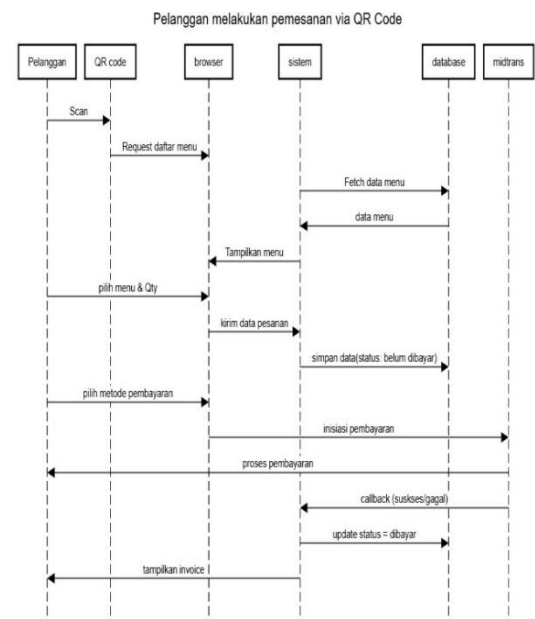 Pelanggan melakukan pemesanan via QR Code
Pelanggan
QR code
browser
sistem
database
midtrans
Scan
Request daftar menu
Fetch data menu
data menu
Tampilkan menu
pilih menu & Qty
kirim data pesanan
simpan data(status: belum dibayar)
pilih metode pembayaran
inisiasi pembayaran
proses pembayaran
callback (suskses/gagal)
update status = dibayar
tampilkan invoice